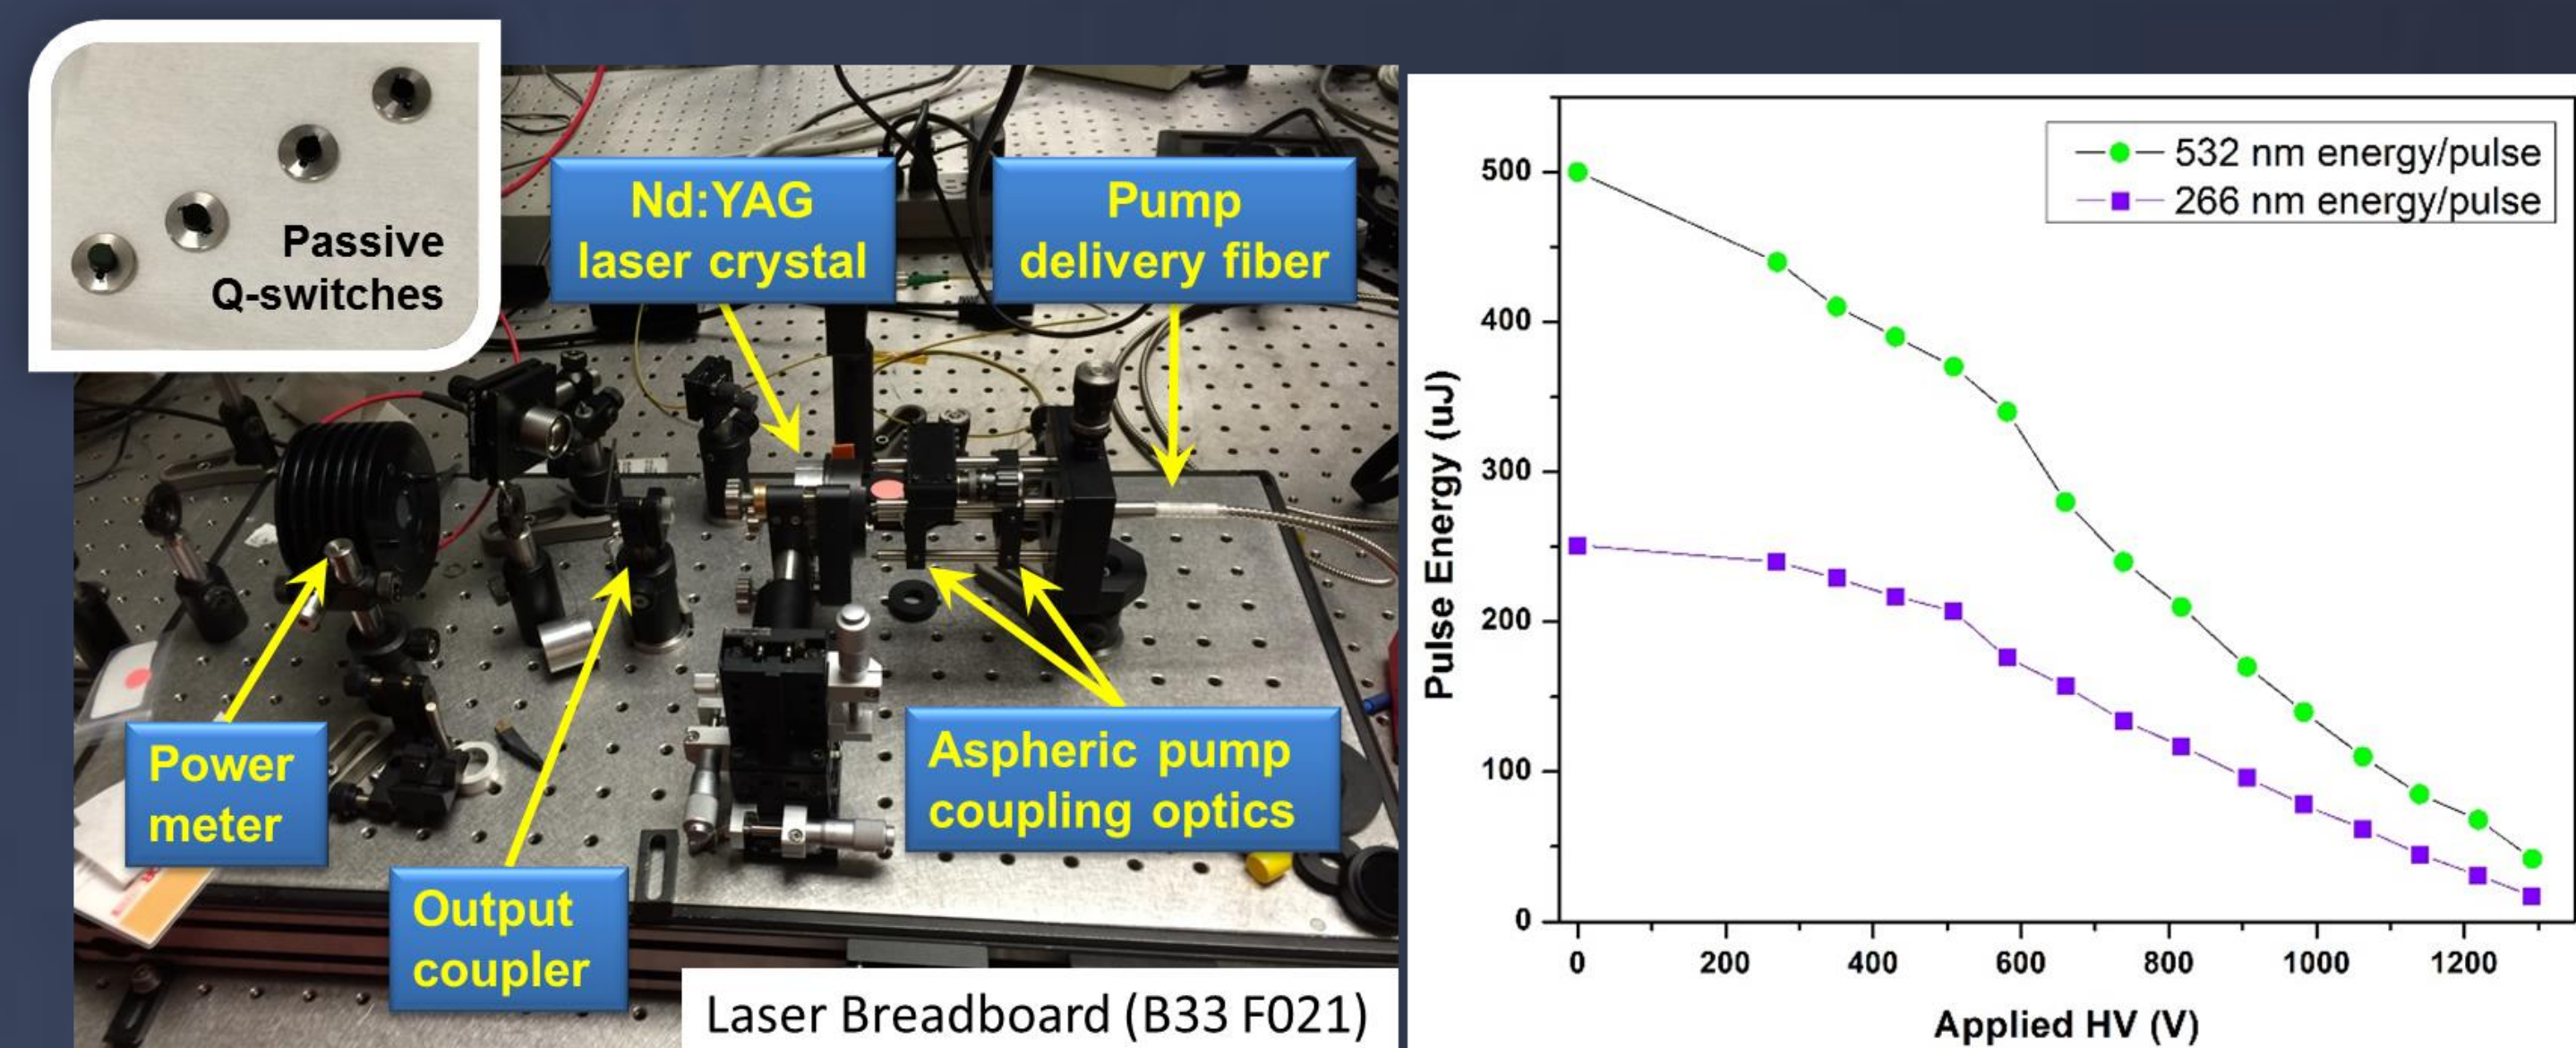 Passive
Q-switches
Nd:YAG
laser crystal
Pump
delivery fiber
Power
meter
Output
coupler
Aspheric pump
coupling optics
Laser Breadboard (B33 F021)
532 nm energy/pulse
266 nm energy/pulse
Pulse Energy (uJ)
500
400
300
200
100
0
0 200 400 600 800 1000 1200
Applied HV (V)